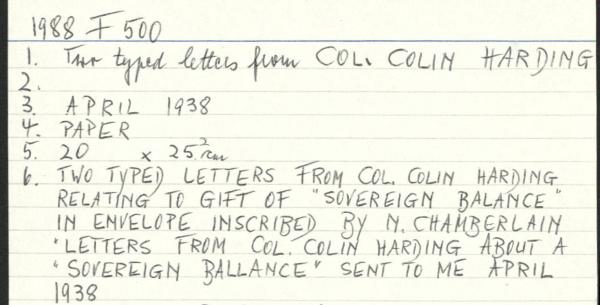 1988 F 500
1. Two typed letters from COL. COLIN HARDING
2.
3. APRIL 1938
4. PAPER
5. 20 x 25.2 cm
6. TWO TYPED LETTERS FROM COL. COLIN HARDING
RELATING TO GIFT OF "SOVEREIGN BALANCE"
IN ENVELOPE INSCRIBED BY N. CHAMBERLAIN
"LETTERS FROM COL. COLIN HARDING ABOUT A
"SOVEREIGN BALLANCE" SENT TO ME APRIL
1938